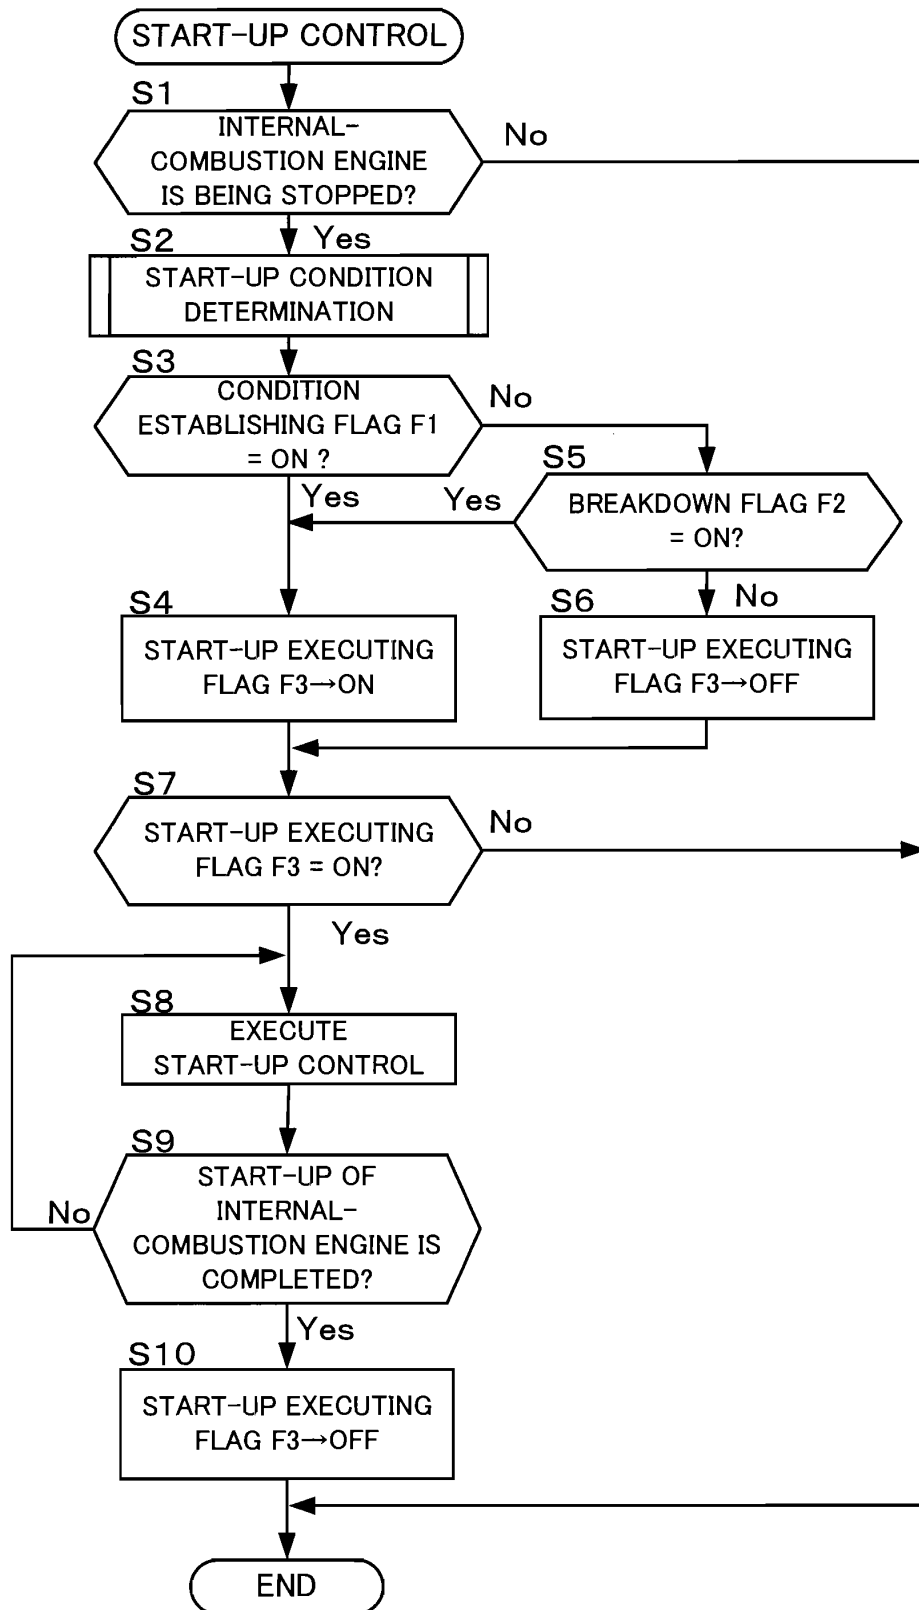 START-UP CONTROL
S1
INTERNAL-
COMBUSTION ENGINE
IS BEING STOPPED?
No
Yes
S2
START-UP CONDITION
DETERMINATION
S3
CONDITION
ESTABLISHING FLAG F1
= ON ?
No
Yes
S5
BREAKDOWN FLAG F2
= ON?
Yes
No
S4
START-UP EXECUTING
FLAG F3→ON
S6
START-UP EXECUTING
FLAG F3→OFF
S7
START-UP EXECUTING
FLAG F3 = ON?
No
Yes
S8
EXECUTE
START-UP CONTROL
S9
START-UP OF
INTERNAL-
COMBUSTION ENGINE IS
COMPLETED?
No
Yes
S10
START-UP EXECUTING
FLAG F3→OFF
END